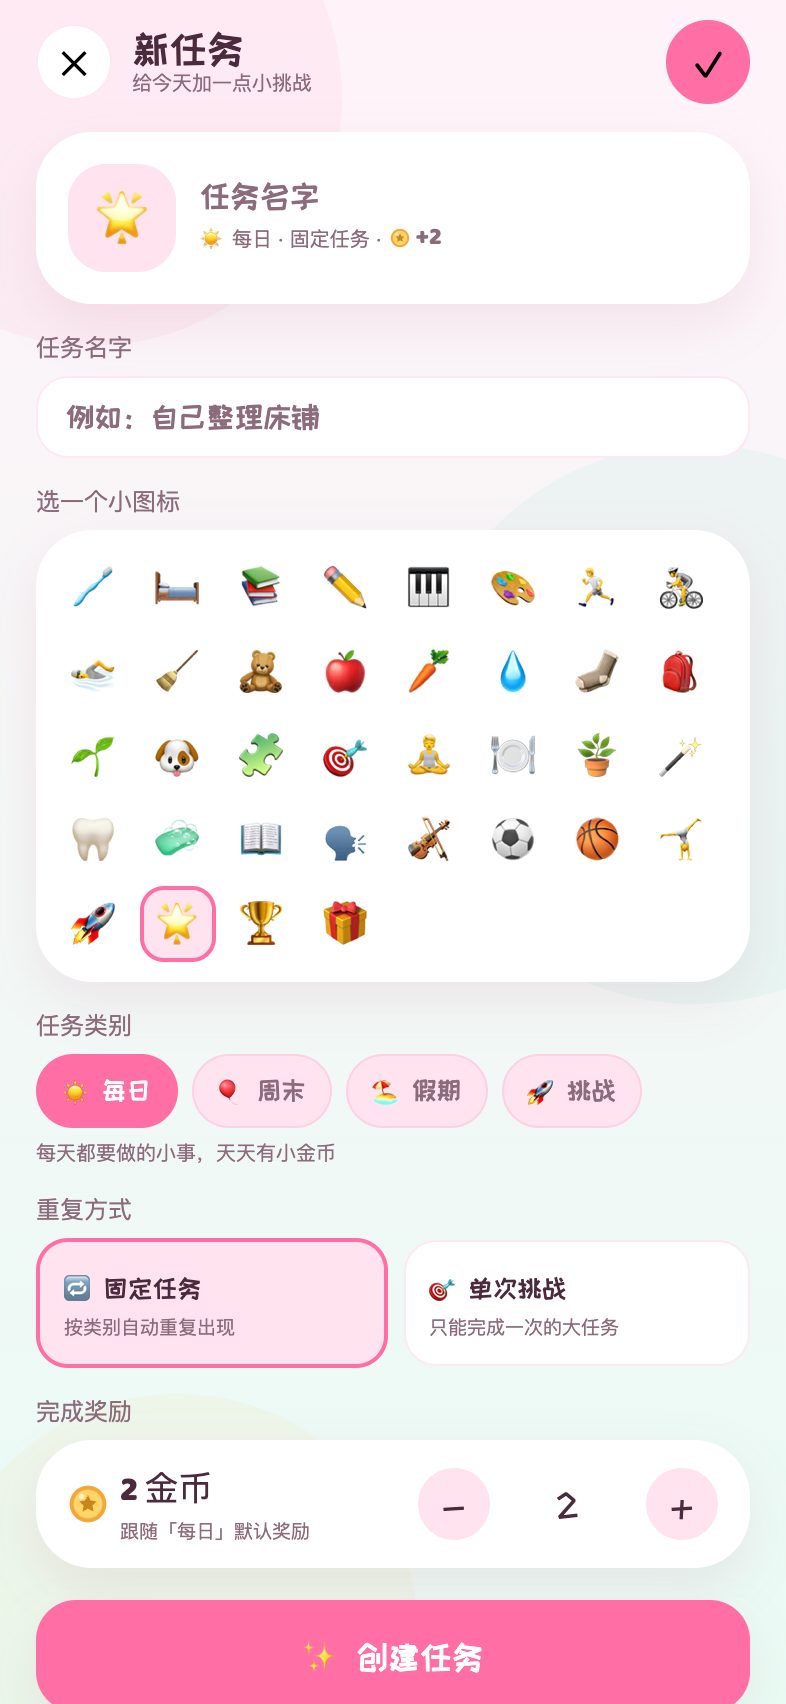 新任务
给今天加一点小挑战
任务名字
每日 · 固定任务 · +2
任务名字
例如：自己整理床铺
选一个小图标
任务类别
每日 周末 假期 挑战
每天都要做的小事，天天有小金币
重复方式
固定任务
按类别自动重复出现
单次挑战
只能完成一次的大任务
完成奖励
2 金币
跟随「每日」默认奖励
− 2 +
创建任务